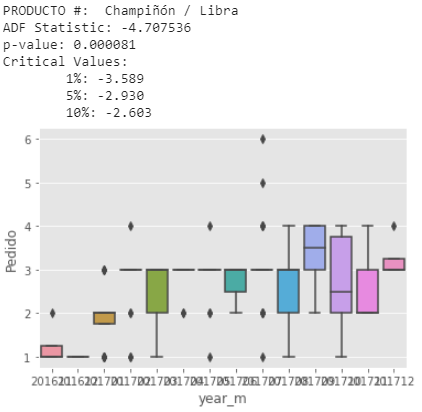 PRODUCTO #:  Champiñón / Libra
ADF Statistic: -4.707536
p-value: 0.000081
Critical Values:
1%: -3.589
5%: -2.930
10%: -2.603
6
5
4
3
2
1
Pedido
201712
year_m